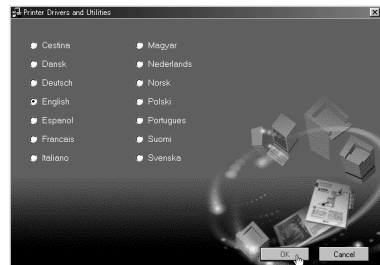 Printer Drivers and Utilities
Cestina
Dansk
Deutsch
English
Espanol
Francais
Italiano
Magyar
Nederlands
Norsk
Polski
Portugues
Suomi
Svenska
OK
Cancel